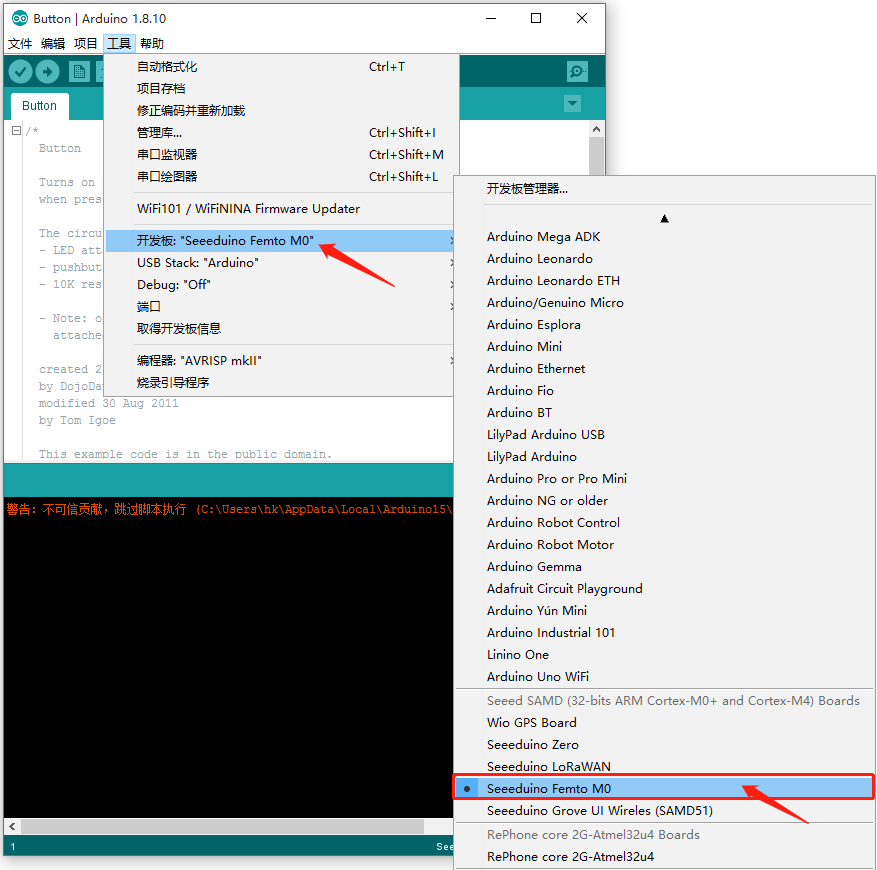 Button | Arduino 1.8.10
文件 编辑 项目 工具 帮助
自动格式化 Ctrl+T
项目存档
修正编码并重新加载
管理库... Ctrl+Shift+I
串口监视器 Ctrl+Shift+M
串口绘图器 Ctrl+Shift+L
WiFi101 / WiFiNINA Firmware Updater
开发板: "Seeeduino Femto M0"
USB Stack: "Arduino"
Debug: "Off"
端口
取得开发板信息
编程器: "AVRISP mkII"
烧录引导程序
Button
/*
Button
Turns on
when pres
The circu
- LED att
- pushbut
- 10K res
- Note: o
attache
created 2
by DojoDa
modified 30 Aug 2011
by Tom Igoe
This example code is in the public domain.
警告: 不可信贡献，跳过脚本执行 (C:\Users\hk\AppData\Local\Arduino15\
1
See
开发板管理器...
Arduino Mega ADK
Arduino Leonardo
Arduino Leonardo ETH
Arduino/Genuino Micro
Arduino Esplora
Arduino Mini
Arduino Ethernet
Arduino Fio
Arduino BT
LilyPad Arduino USB
LilyPad Arduino
Arduino Pro or Pro Mini
Arduino NG or older
Arduino Robot Control
Arduino Robot Motor
Arduino Gemma
Adafruit Circuit Playground
Arduino Yún Mini
Arduino Industrial 101
Linino One
Arduino Uno WiFi
Seeed SAMD (32-bits ARM Cortex-M0+ and Cortex-M4) Boards
Wio GPS Board
Seeeduino Zero
Seeeduino LoRaWAN
Seeeduino Femto M0
Seeeduino Grove UI Wireles (SAMD51)
RePhone core 2G-Atmel32u4 Boards
RePhone core 2G-Atmel32u4